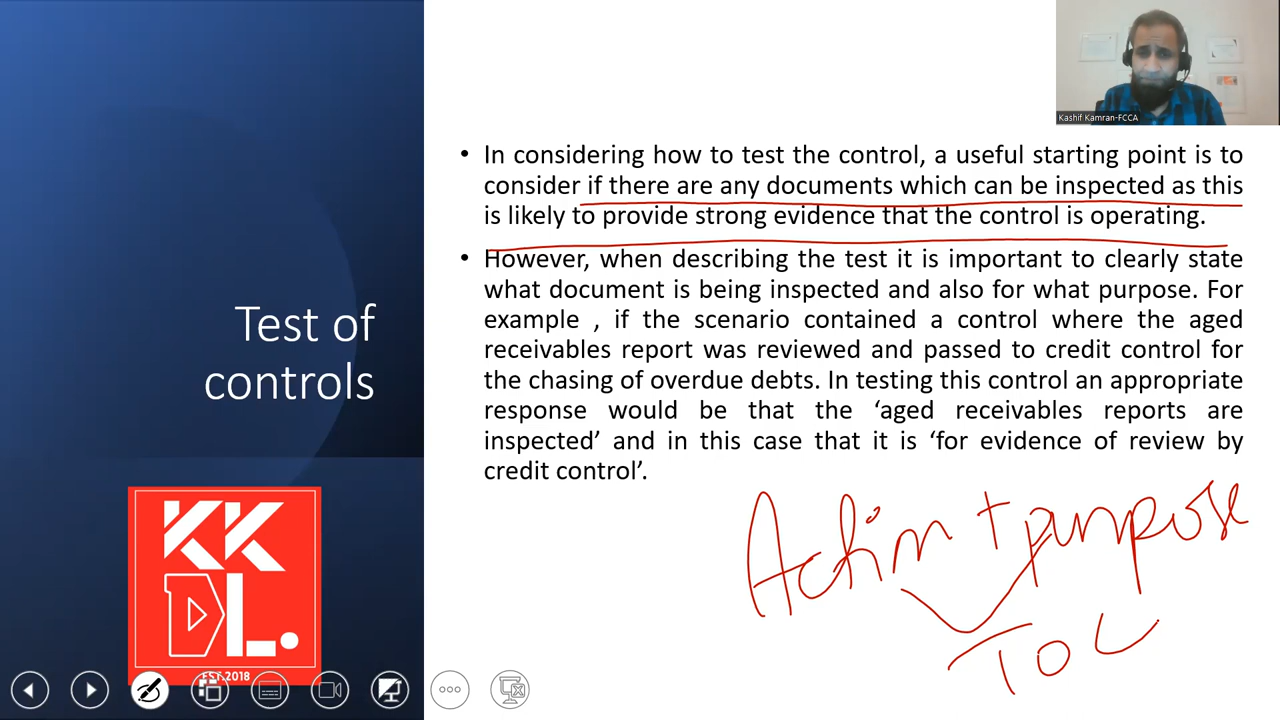 Kashif Kamran-FCCA
• In considering how to test the control, a useful starting point is to
consider if there are any documents which can be inspected as this
is likely to provide strong evidence that the control is operating.
• However, when describing the test it is important to clearly state
what document is being inspected and also for what purpose. For
example , if the scenario contained a control where the aged
receivables report was reviewed and passed to credit control for
the chasing of overdue debts. In testing this control an appropriate
response would be that the ‘aged receivables reports are
inspected’ and in this case that it is ‘for evidence of review by
credit control’.
Test of
controls
Action + purpose
ToC
KK
DL.
EST.2018